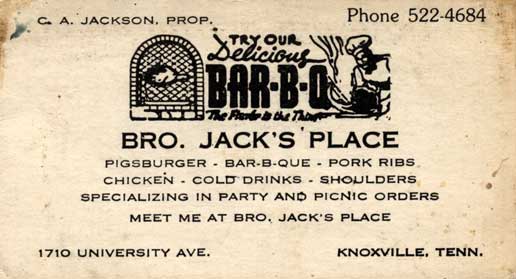 C. A. JACKSON, PROP.
Phone 522-4684
TRY OUR
Delicious
BAR-B-Q
The Flavor is the Thing
BRO. JACK'S PLACE
PIGSBURGER - BAR-B-QUE - PORK RIBS
CHICKEN - COLD DRINKS - SHOULDERS
SPECIALIZING IN PARTY AND PICNIC ORDERS
MEET ME AT BRO. JACK'S PLACE
1710 UNIVERSITY AVE.
KNOXVILLE, TENN.